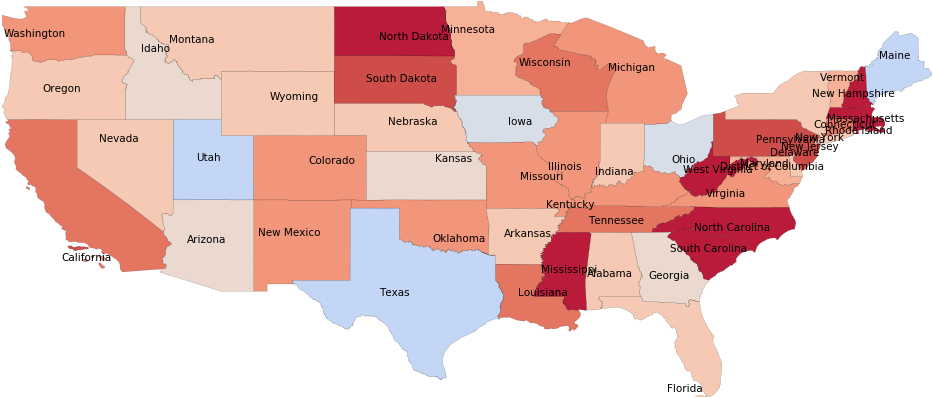 Washington
Idaho
Montana
North Dakota
Minnesota
Wisconsin
Michigan
Maine
Vermont
New Hampshire
Oregon
Wyoming
South Dakota
Nebraska
Iowa
Massachusetts
Connecticut
Rhode Island
New York
Pennsylvania
New Jersey
Delaware
Nevada
Utah
Colorado
Kansas
Missouri
Illinois
Indiana
Ohio
West Virginia
Maryland
District of Columbia
Virginia
Kentucky
California
Arizona
New Mexico
Oklahoma
Arkansas
Tennessee
North Carolina
South Carolina
Texas
Louisiana
Mississippi
Alabama
Georgia
Florida